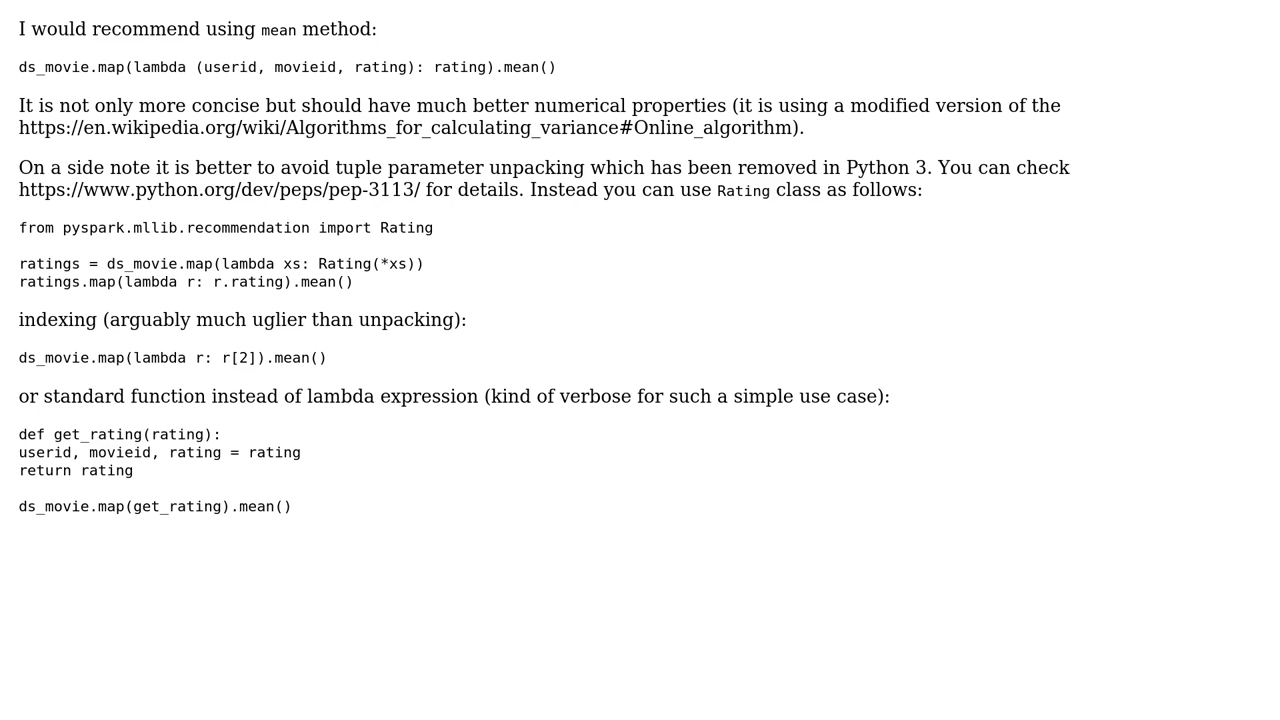 I would recommend using mean method:
ds_movie.map(lambda (userid, movieid, rating): rating).mean()
It is not only more concise but should have much better numerical properties (it is using a modified version of the
https://en.wikipedia.org/wiki/Algorithms_for_calculating_variance#Online_algorithm).
On a side note it is better to avoid tuple parameter unpacking which has been removed in Python 3. You can check
https://www.python.org/dev/peps/pep-3113/ for details. Instead you can use Rating class as follows:
from pyspark.mllib.recommendation import Rating
ratings = ds_movie.map(lambda xs: Rating(*xs))
ratings.map(lambda r: r.rating).mean()
indexing (arguably much uglier than unpacking):
ds_movie.map(lambda r: r[2]).mean()
or standard function instead of lambda expression (kind of verbose for such a simple use case):
def get_rating(rating):
userid, movieid, rating = rating
return rating
ds_movie.map(get_rating).mean()